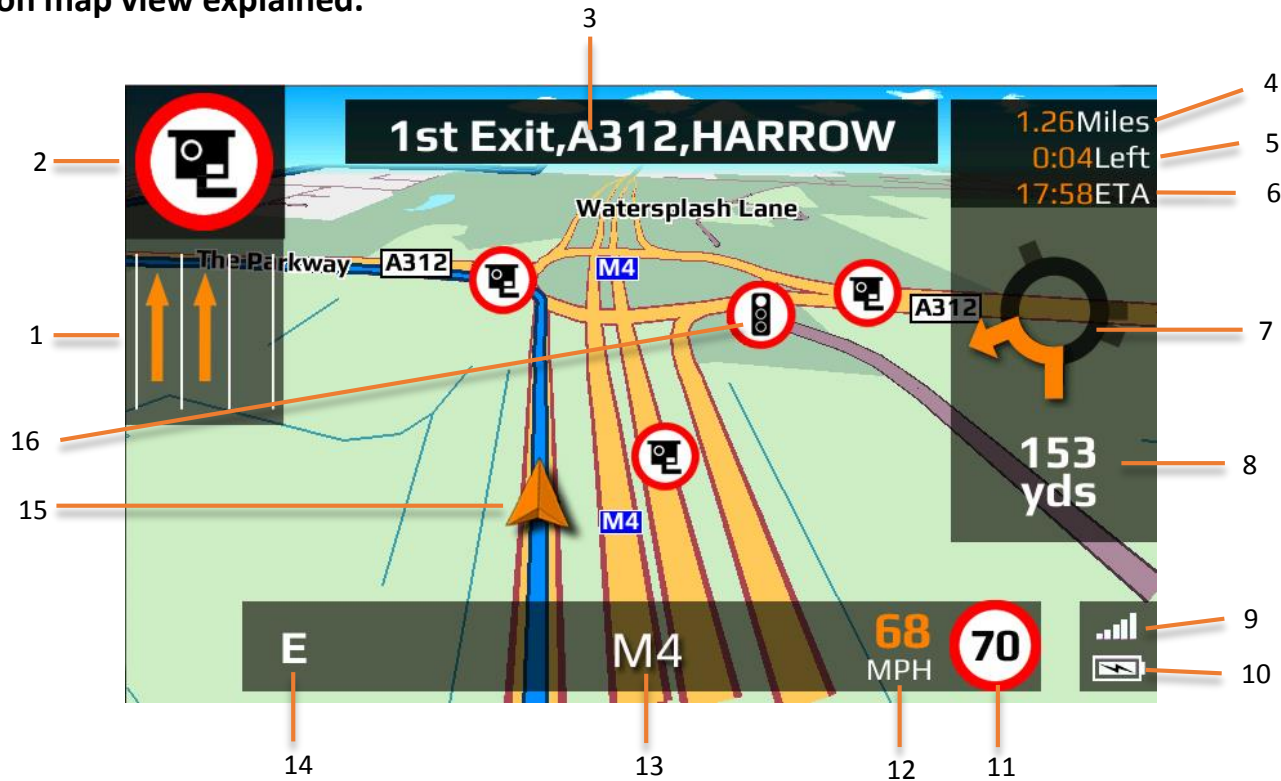 on map view explained.
3
1st Exit,A312,HARROW
1.26Miles
0:04Left
17:58ETA
4
5
6
2
Watersplash Lane
The Parkway
A312
M4
A312
1
7
16
153
yds
8
15
M4
E
M4
68
MPH
70
9
10
14
13
12
11